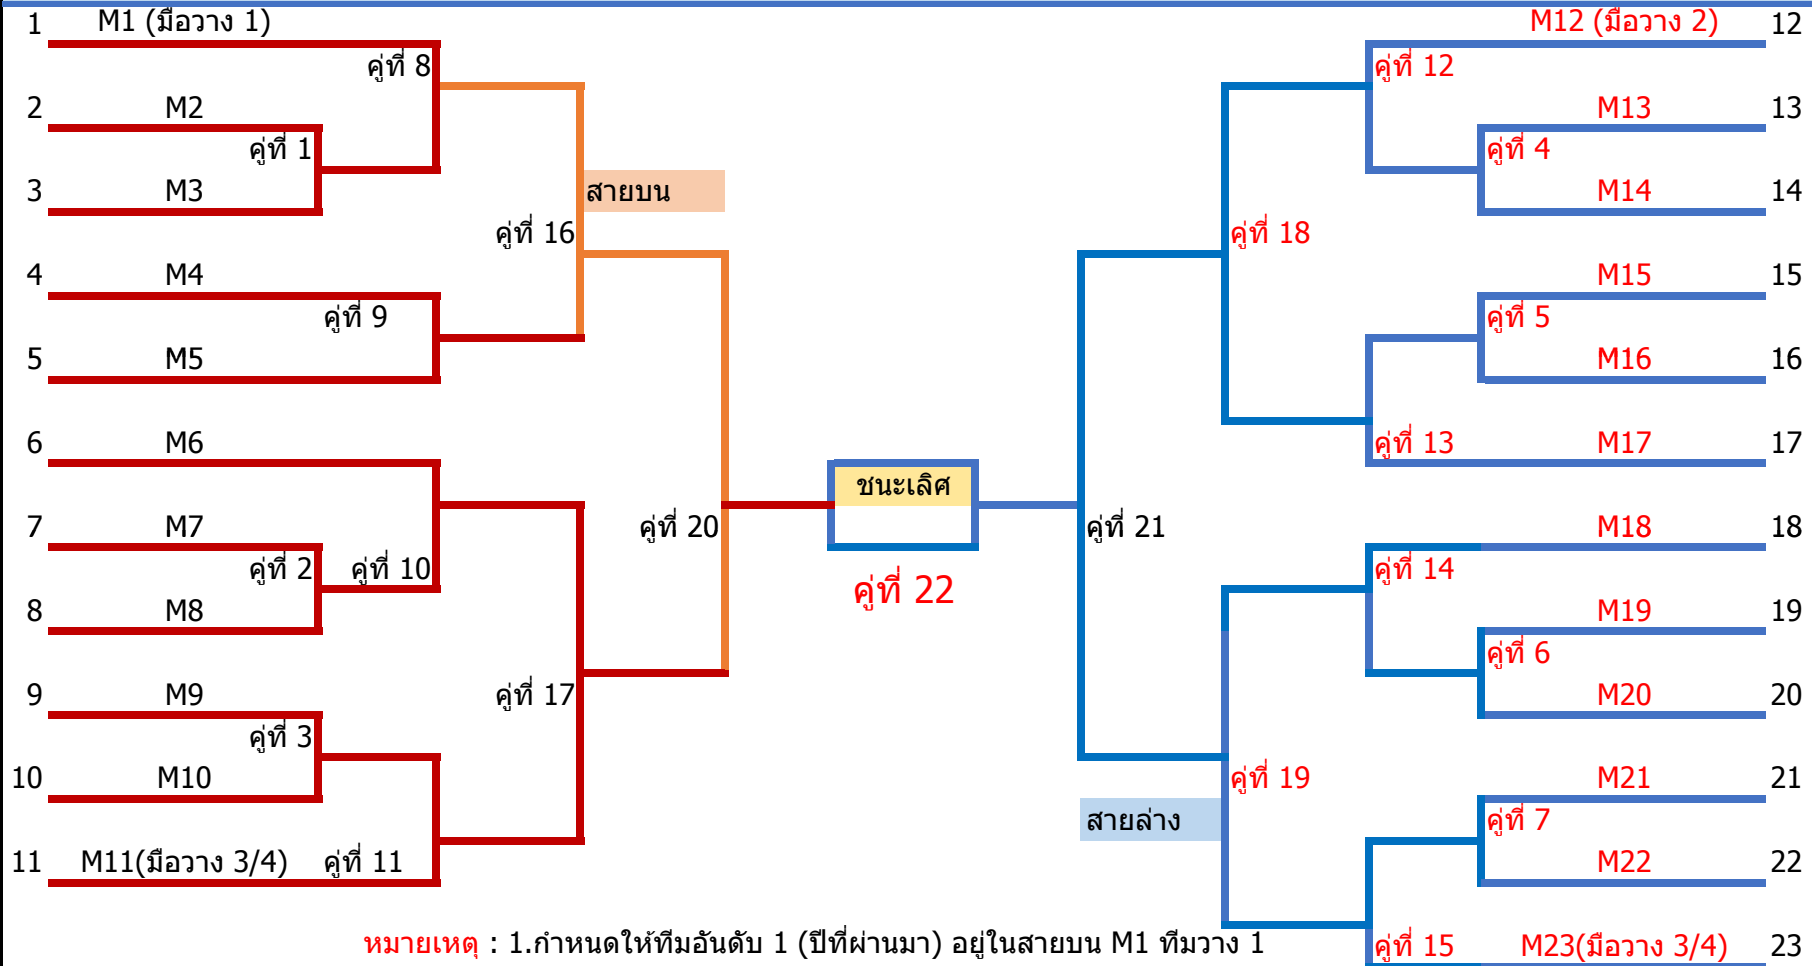 1 M1 (มือวาง 1)
คู่ที่ 8
2 M2
คู่ที่ 1
3 M3
สายบน
คู่ที่ 16
4 M4
คู่ที่ 9
5 M5
6 M6
7 M7
คู่ที่ 2 คู่ที่ 10
8 M8
คู่ที่ 20
9 M9
คู่ที่ 17
คู่ที่ 3
10 M10
11 M11(มือวาง 3/4) คู่ที่ 11
ชนะเลิศ
คู่ที่ 22
M12 (มือวาง 2) 12
คู่ที่ 12
M13 13
คู่ที่ 4
M14 14
คู่ที่ 18
M15 15
คู่ที่ 5
M16 16
คู่ที่ 13 M17 17
คู่ที่ 21
M18 18
คู่ที่ 14
M19 19
คู่ที่ 6
M20 20
คู่ที่ 19
M21 21
สายล่าง
คู่ที่ 7
M22 22
คู่ที่ 15 M23(มือวาง 3/4) 23
หมายเหตุ : 1.กำหนดให้ทีมอันดับ 1 (ปีที่ผ่านมา) อยู่ในสายบน M1 ทีมวาง 1